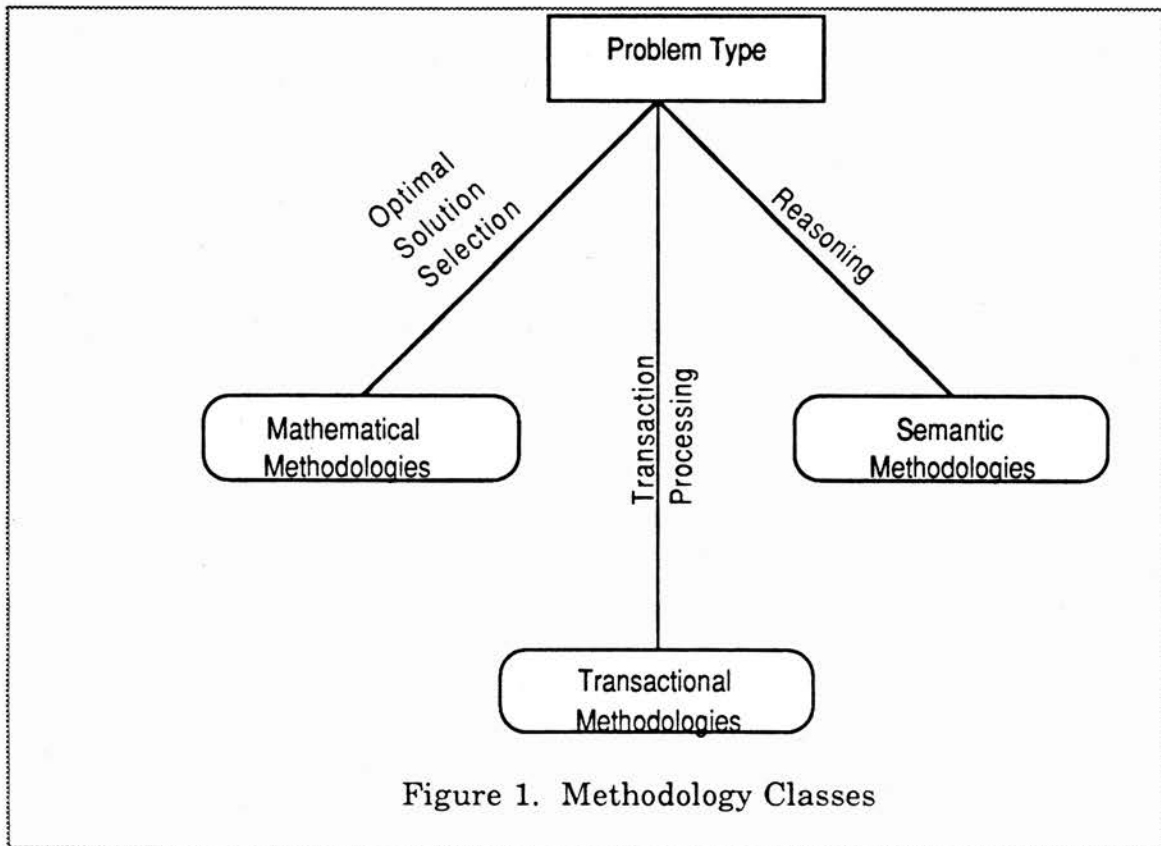 Problem Type
Optimal
Solution
Selection
Reasoning
Transaction
Processing
Mathematical
Methodologies
Semantic
Methodologies
Transactional
Methodologies
Figure 1. Methodology Classes